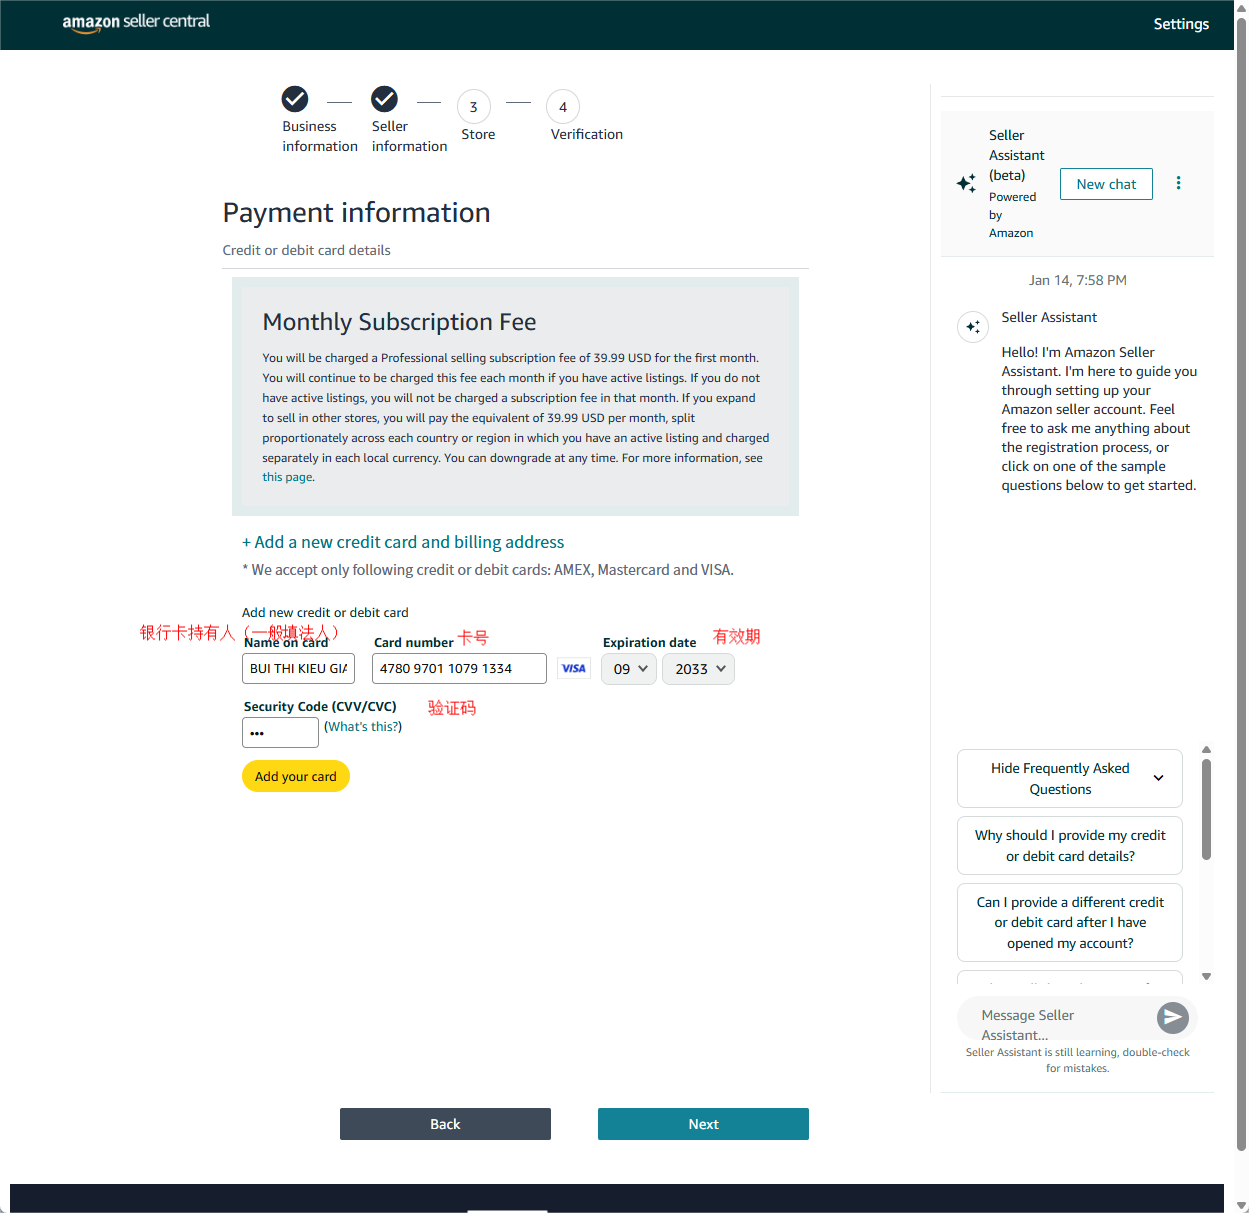 amazon seller central
Settings
3
4
Business
information
Seller
information
Store
Verification
Payment information
Credit or debit card details
Monthly Subscription Fee
You will be charged a Professional selling subscription fee of 39.99 USD for the first month.
You will continue to be charged this fee each month if you have active listings. If you do not
have active listings, you will not be charged a subscription fee in that month. If you expand
to sell in other stores, you will pay the equivalent of 39.99 USD per month, split
proportionately across each country or region in which you have an active listing and charged
separately in each local currency. You can downgrade at any time. For more information, see
this page.
+ Add a new credit card and billing address
* We accept only following credit or debit cards: AMEX, Mastercard and VISA.
Add new credit or debit card
银行卡持有人（一般填法人）
Name on card
Card number 卡号
Expiration date 有效期
BUI THI KIEU GIA
4780 9701 1079 1334
VISA
09
2033
Security Code (CVV/CVC) 验证码
•••
(What's this?)
Add your card
Back
Next
Seller
Assistant
(beta)
Powered
by
Amazon
New chat
Jan 14, 7:58 PM
Seller Assistant
Hello! I'm Amazon Seller
Assistant. I'm here to guide you
through setting up your
Amazon seller account. Feel
free to ask me anything about
the registration process, or
click on one of the sample
questions below to get started.
Hide Frequently Asked
Questions
Why should I provide my credit
or debit card details?
Can I provide a different credit
or debit card after I have
opened my account?
Message Seller
Assistant...
Seller Assistant is still learning, double-check
for mistakes.